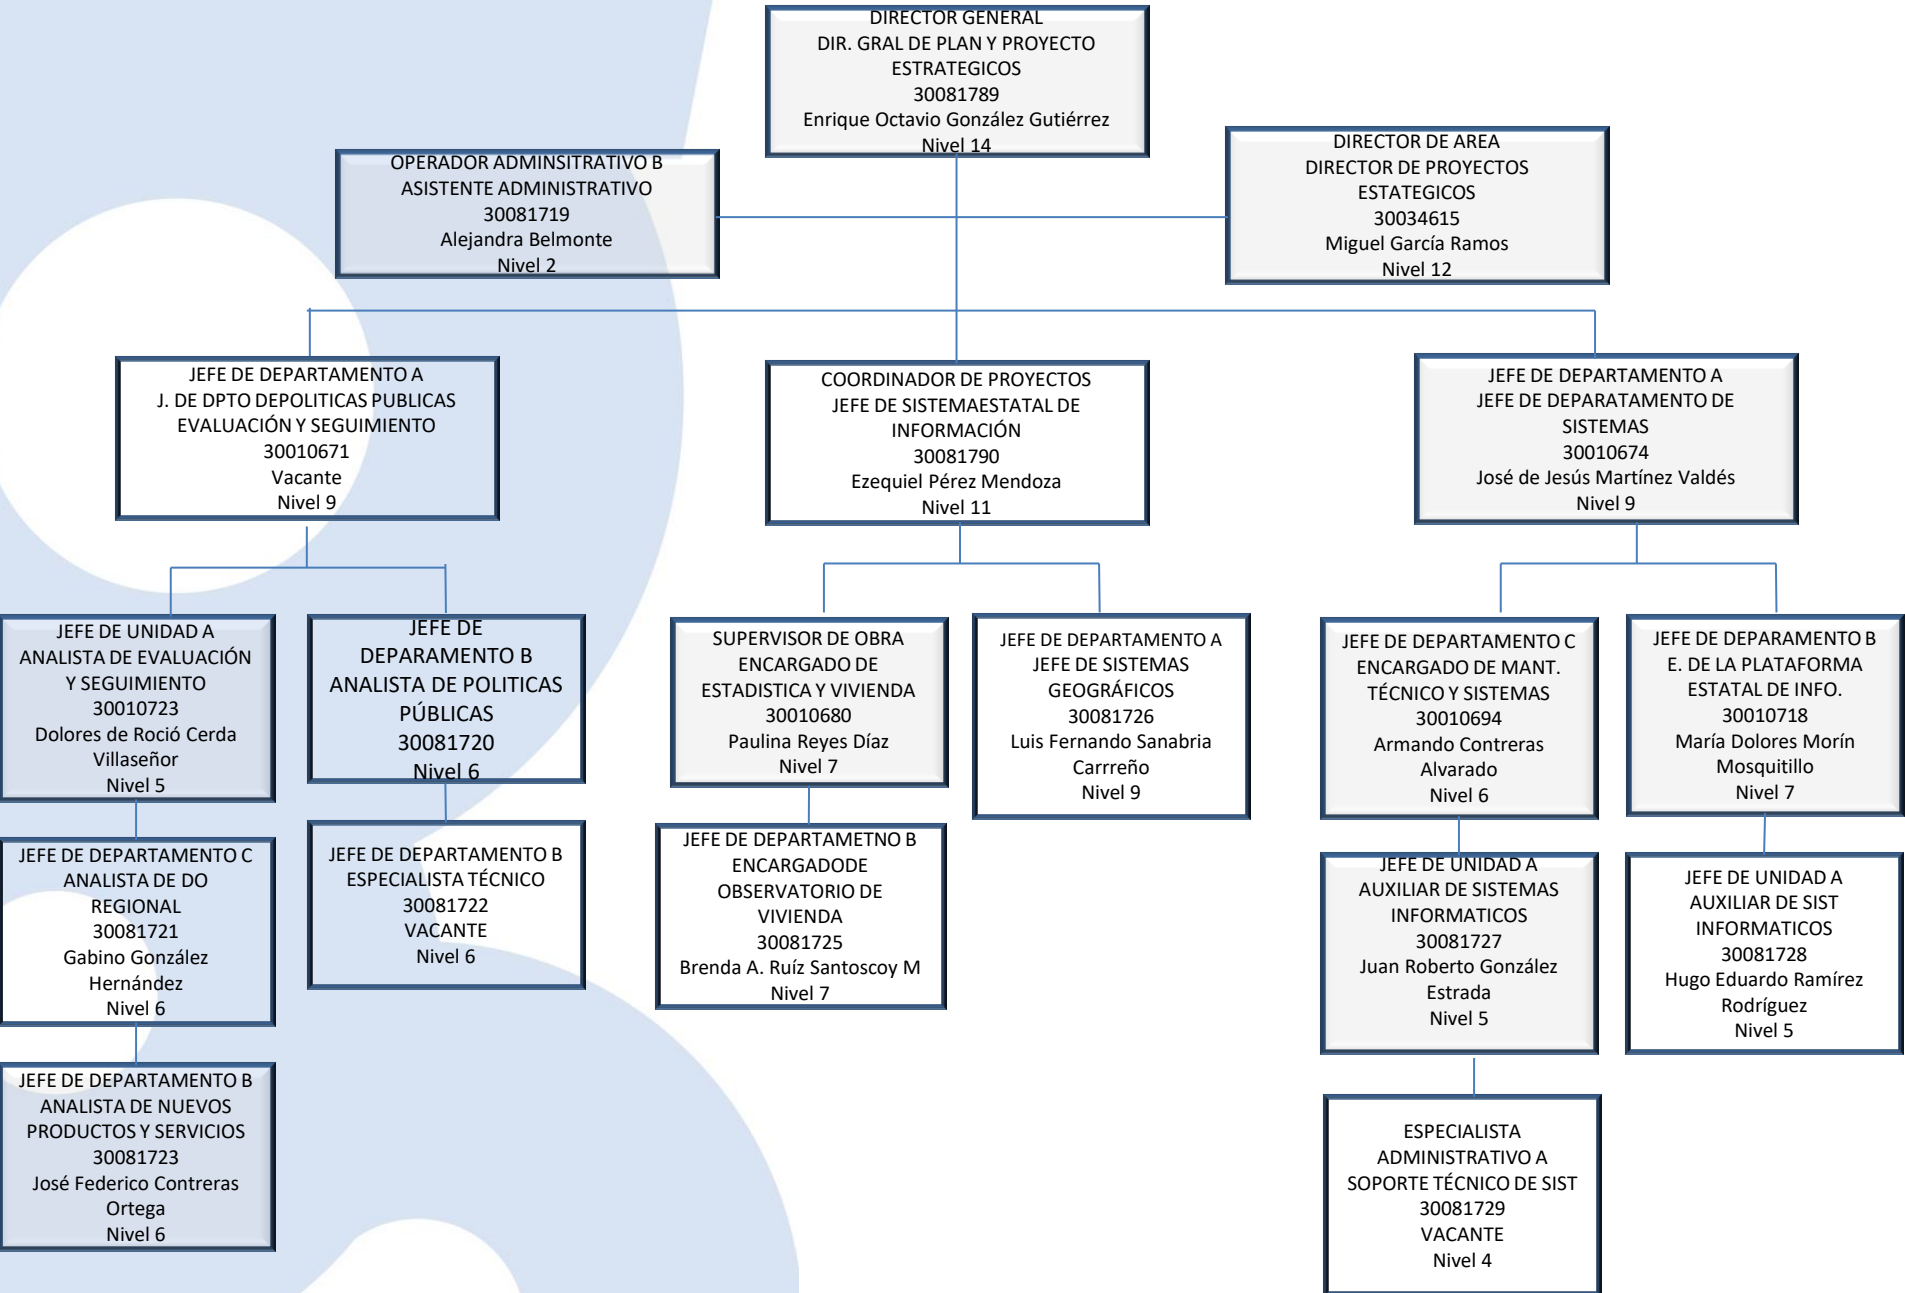 DIRECTOR GENERAL
DIR. GRAL DE PLAN Y PROYECTO
ESTRATEGICOS
30081789
Enrique Octavio González Gutiérrez
Nivel 14
OPERADOR ADMINSITRATIVO B
ASISTENTE ADMINISTRATIVO
30081719
Alejandra Belmonte
Nivel 2
DIRECTOR DE AREA
DIRECTOR DE PROYECTOS
ESTATEGICOS
30034615
Miguel García Ramos
Nivel 12
JEFE DE DEPARTAMENTO A
J. DE DPTO DEPOLITICAS PUBLICAS
EVALUACIÓN Y SEGUIMIENTO
30010671
Vacante
Nivel 9
COORDINADOR DE PROYECTOS
JEFE DE SISTEMAESTATAL DE
INFORMACIÓN
30081790
Ezequiel Pérez Mendoza
Nivel 11
JEFE DE DEPARTAMENTO A
JEFE DE DEPARATAMENTO DE
SISTEMAS
30010674
José de Jesús Martínez Valdés
Nivel 9
JEFE DE UNIDAD A
ANALISTA DE EVALUACIÓN
Y SEGUIMIENTO
30010723
Dolores de Roció Cerda
Villaseñor
Nivel 5
JEFE DE
DEPARAMENTO B
ANALISTA DE POLITICAS
PÚBLICAS
30081720
Nivel 6
SUPERVISOR DE OBRA
ENCARGADO DE
ESTADISTICA Y VIVIENDA
30010680
Paulina Reyes Díaz
Nivel 7
JEFE DE DEPARTAMENTO A
JEFE DE SISTEMAS
GEOGRÁFICOS
30081726
Luis Fernando Sanabria
Carrreño
Nivel 9
JEFE DE DEPARTAMENTO C
ENCARGADO DE MANT.
TÉCNICO Y SISTEMAS
30010694
Armando Contreras
Alvarado
Nivel 6
JEFE DE DEPARAMENTO B
E. DE LA PLATAFORMA
ESTATAL DE INFO.
30010718
María Dolores Morín
Mosquitillo
Nivel 7
JEFE DE DEPARTAMENTO C
ANALISTA DE DO
REGIONAL
30081721
Gabino González
Hernández
Nivel 6
JEFE DE DEPARTAMENTO B
ESPECIALISTA TÉCNICO
30081722
VACANTE
Nivel 6
JEFE DE DEPARTAMETNO B
ENCARGADODE
OBSERVATORIO DE
VIVIENDA
30081725
Brenda A. Ruíz Santoscoy M
Nivel 7
JEFE DE UNIDAD A
AUXILIAR DE SISTEMAS
INFORMATICOS
30081727
Juan Roberto González
Estrada
Nivel 5
JEFE DE UNIDAD A
AUXILIAR DE SIST
INFORMATICOS
30081728
Hugo Eduardo Ramírez
Rodríguez
Nivel 5
JEFE DE DEPARTAMENTO B
ANALISTA DE NUEVOS
PRODUCTOS Y SERVICIOS
30081723
José Federico Contreras
Ortega
Nivel 6
ESPECIALISTA
ADMINISTRATIVO A
SOPORTE TÉCNICO DE SIST
30081729
VACANTE
Nivel 4